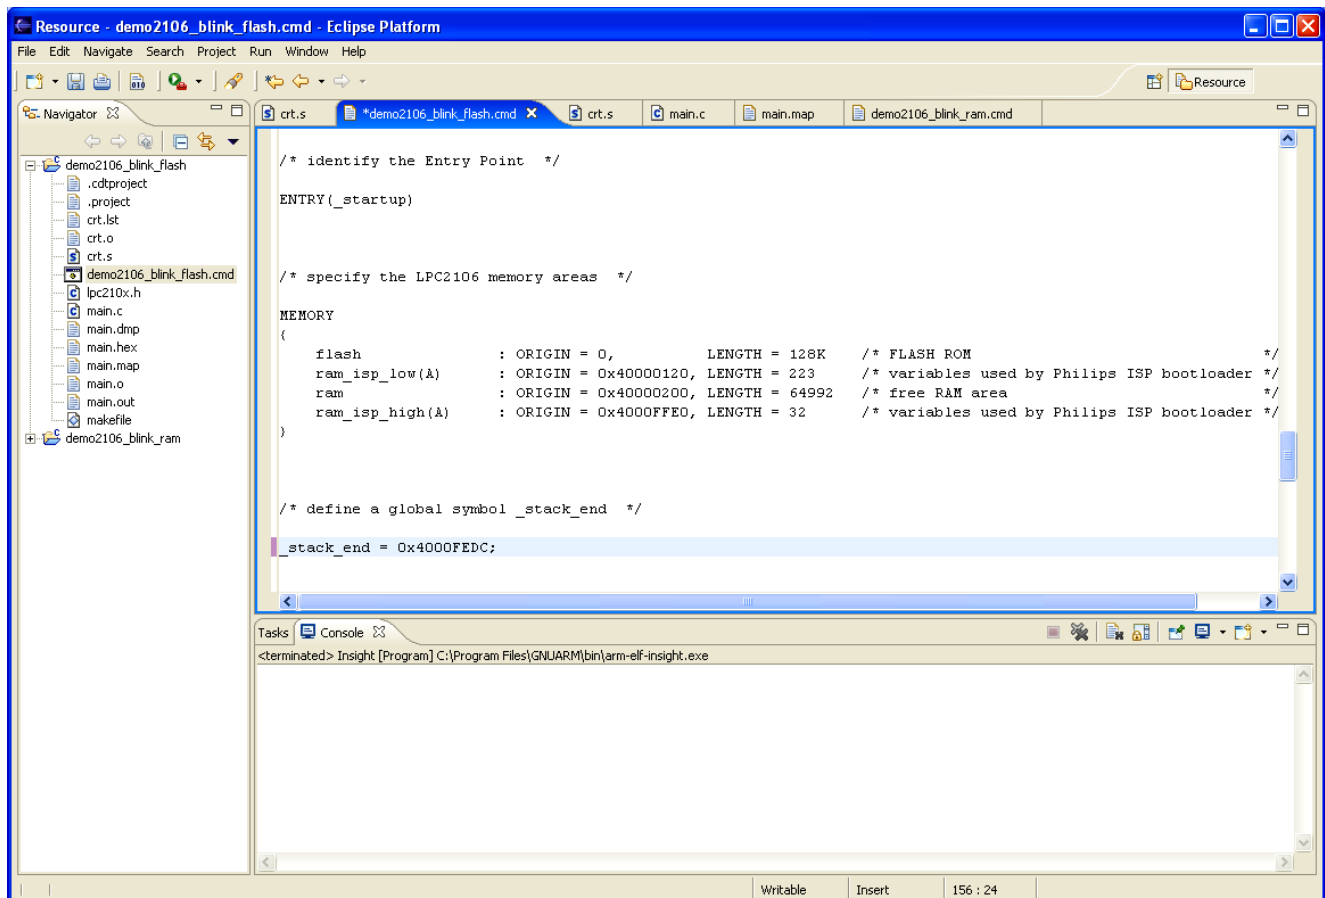 Resource - demo2106_blink_flash.cmd - Eclipse Platform
File Edit Navigate Search Project Run Window Help
Resource
Navigator
crt.s *demo2106_blink_flash.cmd crt.s main.c main.map demo2106_blink_ram.cmd
demo2106_blink_flash
.cdtproject
.project
crt.lst
crt.o
crt.s
demo2106_blink_flash.cmd
lpc210x.h
main.c
main.dmp
main.hex
main.map
main.o
main.out
makefile
demo2106_blink_ram
/* identify the Entry Point */
ENTRY(_startup)
/* specify the LPC2106 memory areas */
MEMORY
{
flash : ORIGIN = 0, LENGTH = 128K /* FLASH ROM */
ram_isp_low(A) : ORIGIN = 0x40000120, LENGTH = 223 /* variables used by Philips ISP bootloader */
ram : ORIGIN = 0x40000200, LENGTH = 64992 /* free RAM area */
ram_isp_high(A) : ORIGIN = 0x4000FFE0, LENGTH = 32 /* variables used by Philips ISP bootloader */
}
/* define a global symbol _stack_end */
_stack_end = 0x4000FEDC;
Tasks Console
<terminated> Insight [Program] C:\Program Files\GNUARM\bin\arm-elf-insight.exe
Writable Insert 156 : 24